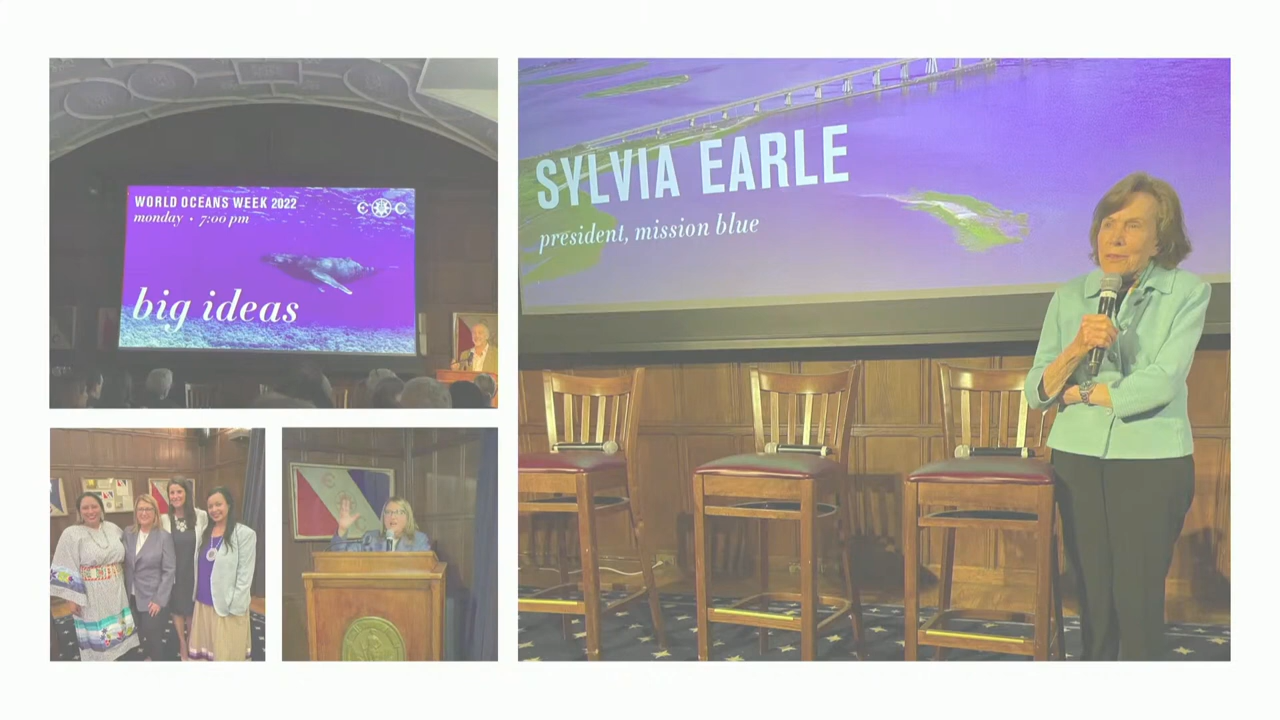 WORLD OCEANS WEEK 2022
monday • 7:00 pm
big ideas
SYLVIA EARLE
president, mission blue